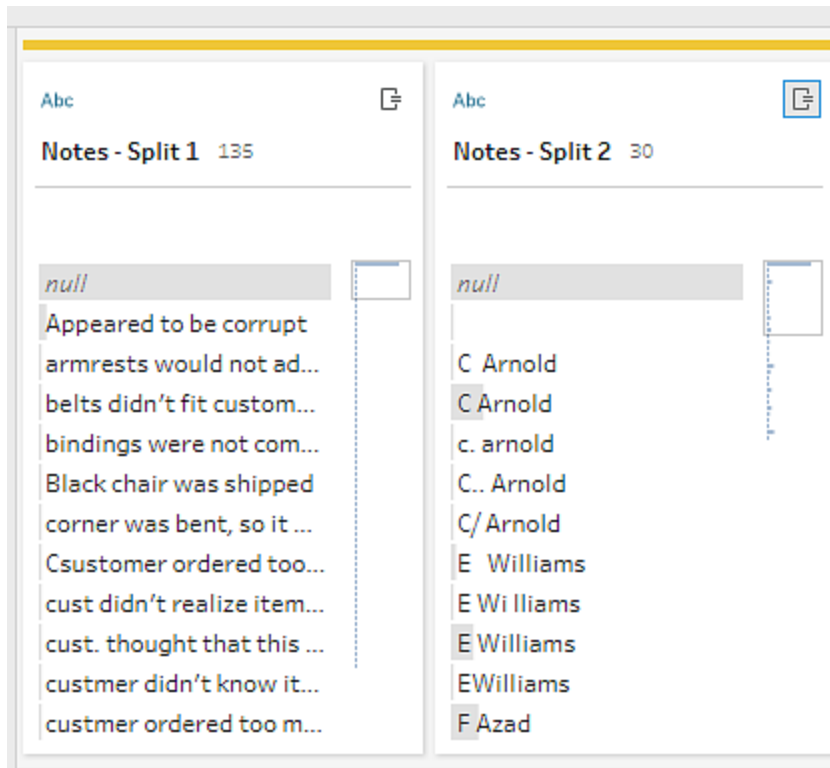 Abc
Notes - Split 1 135
null
Appeared to be corrupt
armrests would not ad...
belts didn’t fit custom...
bindings were not com...
Black chair was shipped
corner was bent, so it ...
Csustomer ordered too...
cust didn’t realize item...
cust. thought that this ...
custmer didn’t know it...
custmer ordered too m...
Abc
Notes - Split 2 30
null
C  Arnold
C Arnold
c. arnold
C.. Arnold
C/ Arnold
E   Williams
E Wi lliams
E Williams
EWilliams
F Azad